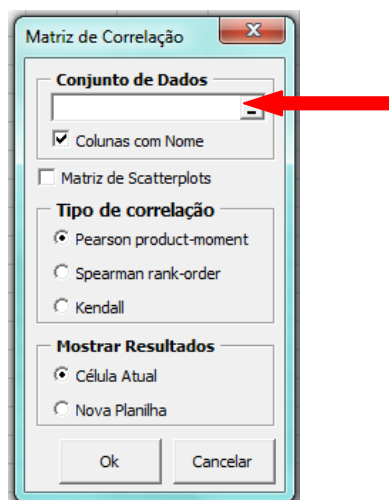 Matriz de Correlação
Conjunto de Dados
Colunas com Nome
Matriz de Scatterplots
Tipo de correlação
Pearson product-moment
Spearman rank-order
Kendall
Mostrar Resultados
Célula Atual
Nova Planilha
Ok Cancelar